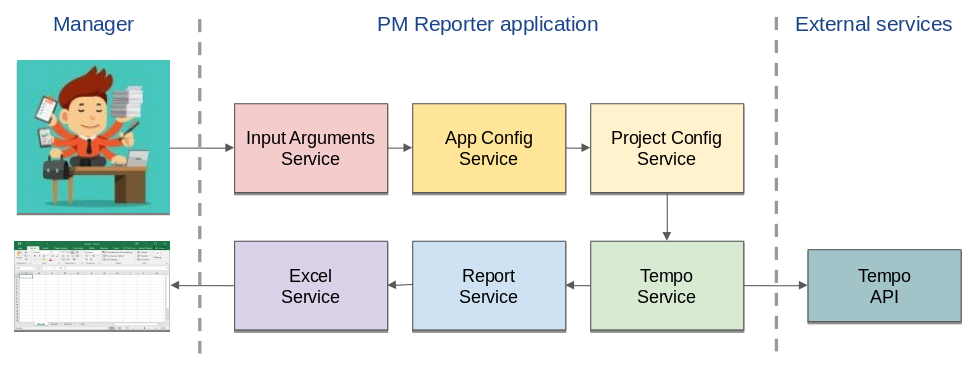 Manager
PM Reporter application
External services
Input Arguments
Service
App Config
Service
Project Config
Service
Excel
Service
Report
Service
Tempo
Service
Tempo
API